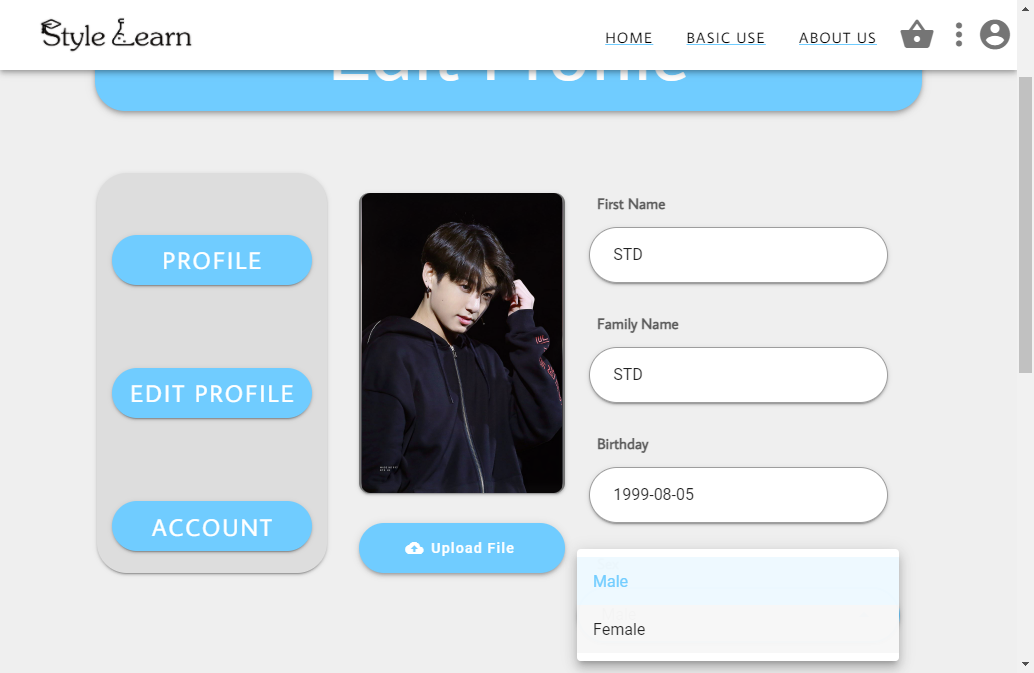 Style Learn
HOME
BASIC USE
ABOUT US
Edit Profile
PROFILE
EDIT PROFILE
ACCOUNT
Upload File
First Name
STD
Family Name
STD
Birthday
1999-08-05
Male
Female